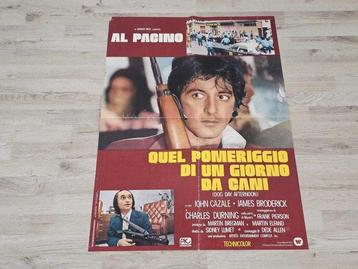 AL PACINO
QUEL POMERIGGIO
DI UN GIORNO
DA CANI
(DOG DAY AFTERNOON)
JOHN CAZALE • JAMES BRODERICK
CHARLES DURNING
FRANK PIERSON
MARTIN BREGMAN MARTIN ELFAND
SIDNEY LUMET
DEDE ALLEN
TECHNICOLOR